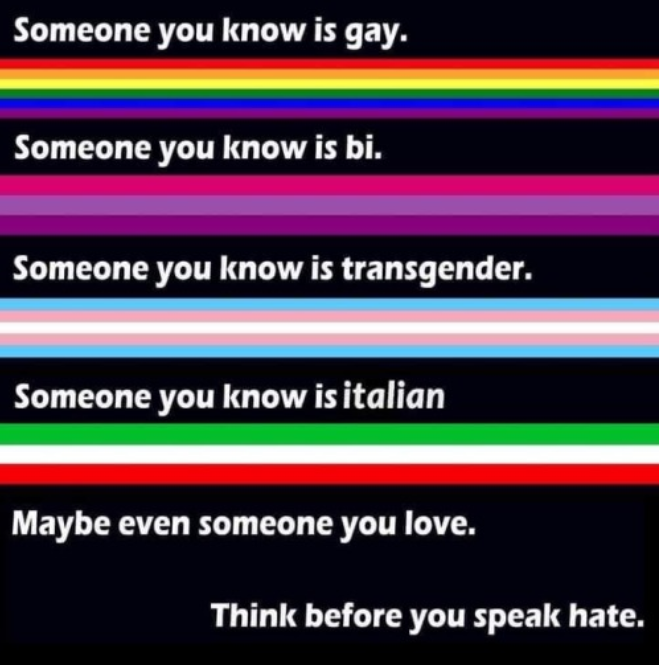 Someone you know is gay.
Someone you know is bi.
Someone you know is transgender.
Someone you know is italian
Maybe even someone you love.
Think before you speak hate.